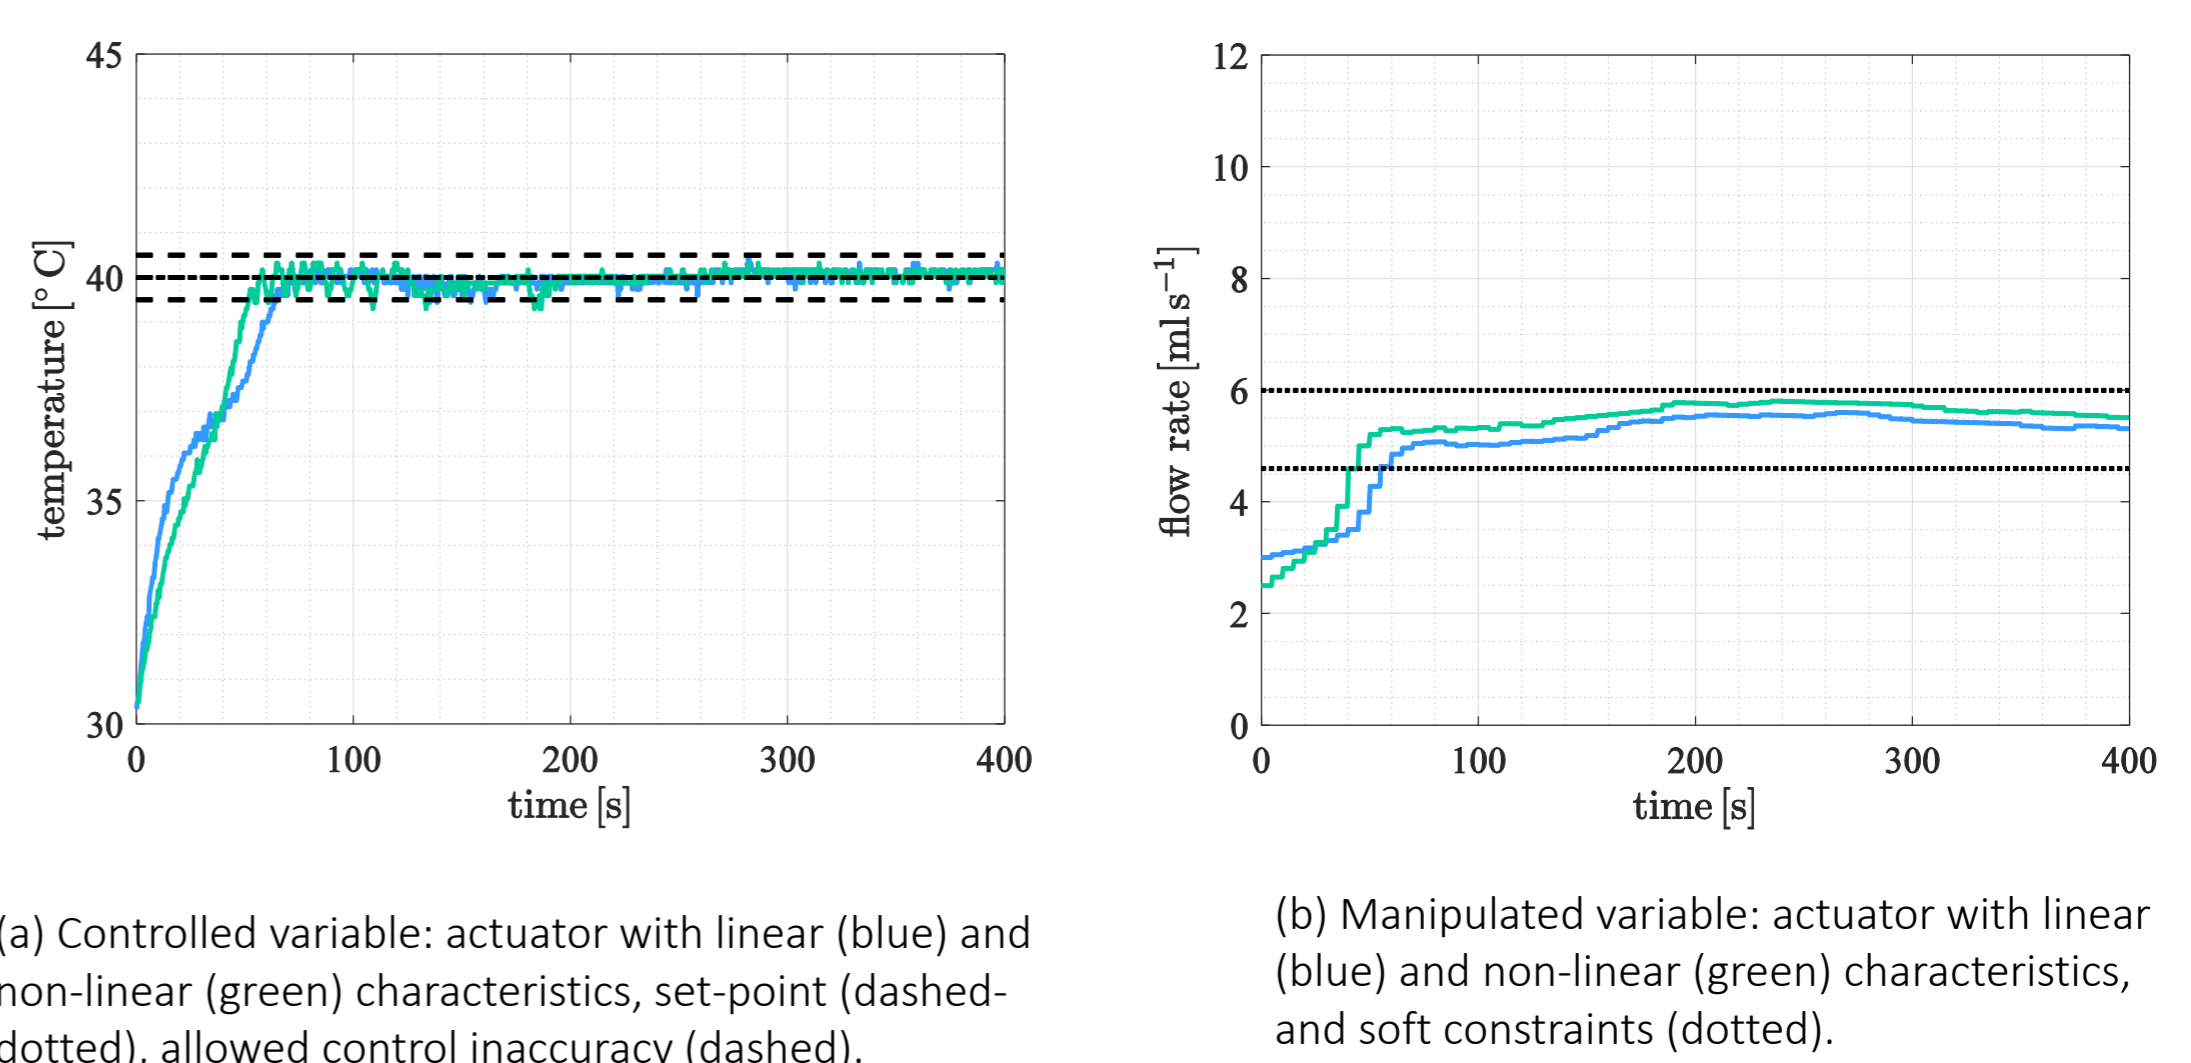 45
40
35
30
0 100 200 300 400
temperature [° C]
time [s]
12
10
8
6
4
2
0
0 100 200 300 400
flow rate [ml s⁻¹]
time [s]
(a) Controlled variable: actuator with linear (blue) and
non-linear (green) characteristics, set-point (dashed-
dotted), allowed control inaccuracy (dashed).
(b) Manipulated variable: actuator with linear
(blue) and non-linear (green) characteristics,
and soft constraints (dotted).